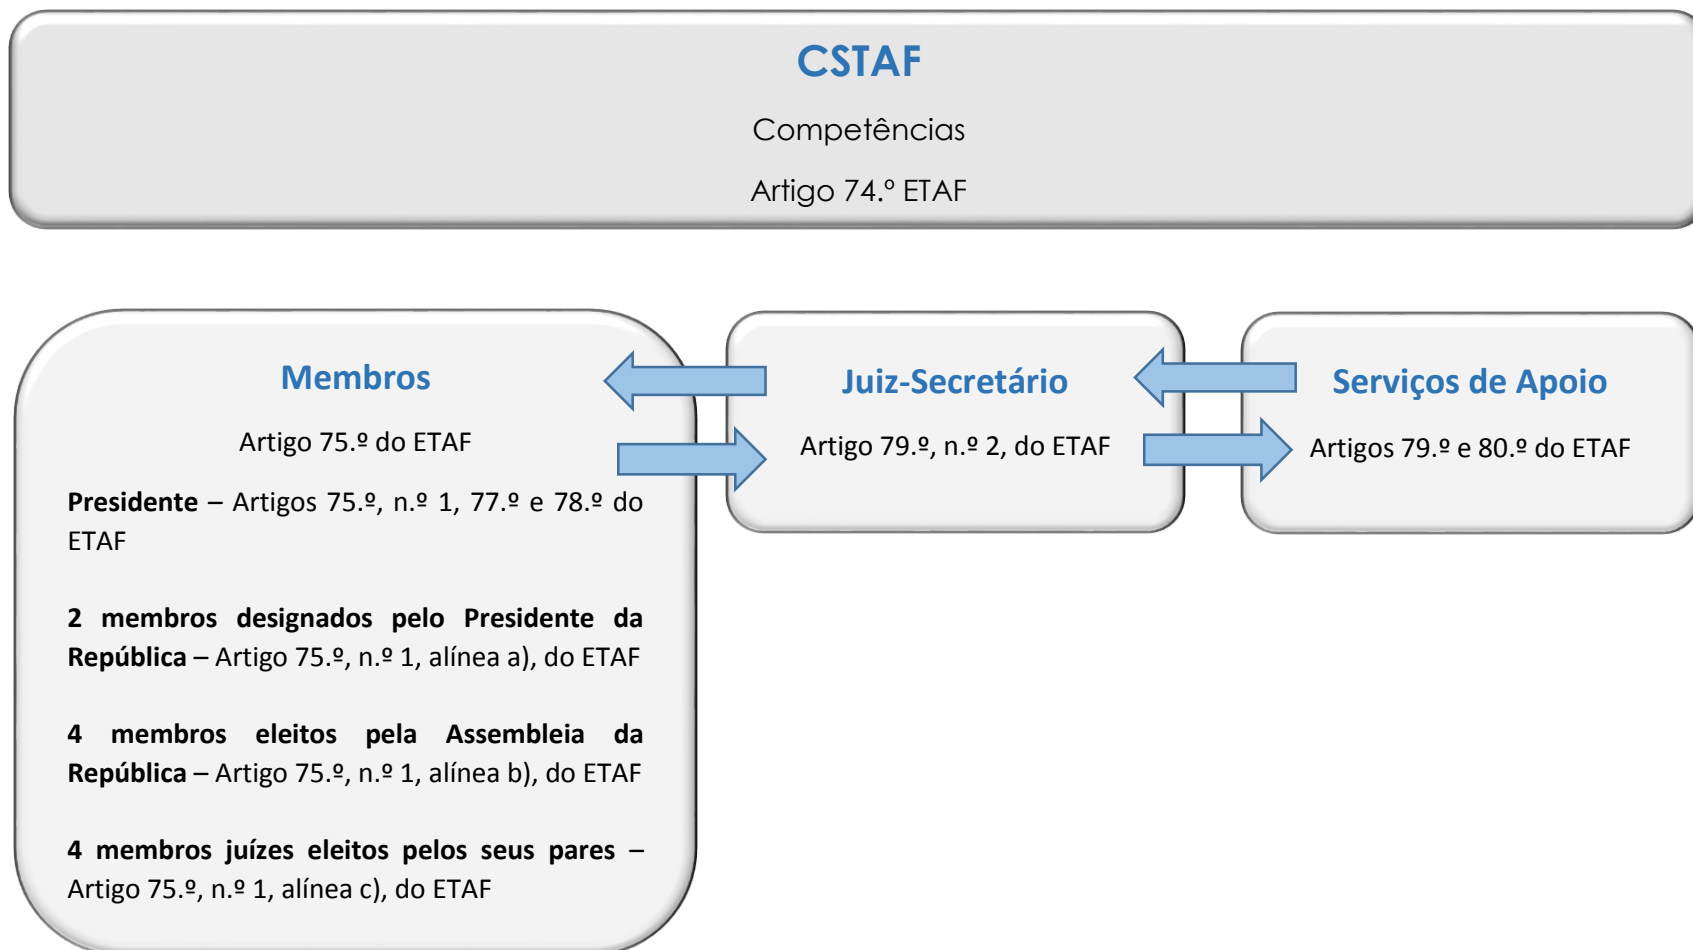 CSTAF
Competências
Artigo 74.º ETAF
Membros
Artigo 75.º do ETAF
Presidente – Artigos 75.º, n.º 1, 77.º e 78.º do
ETAF
2 membros designados pelo Presidente da
República – Artigo 75.º, n.º 1, alínea a), do ETAF
4 membros eleitos pela Assembleia da
República – Artigo 75.º, n.º 1, alínea b), do ETAF
4 membros juízes eleitos pelos seus pares –
Artigo 75.º, n.º 1, alínea c), do ETAF
Juiz-Secretário
Artigo 79.º, n.º 2, do ETAF
Serviços de Apoio
Artigos 79.º e 80.º do ETAF